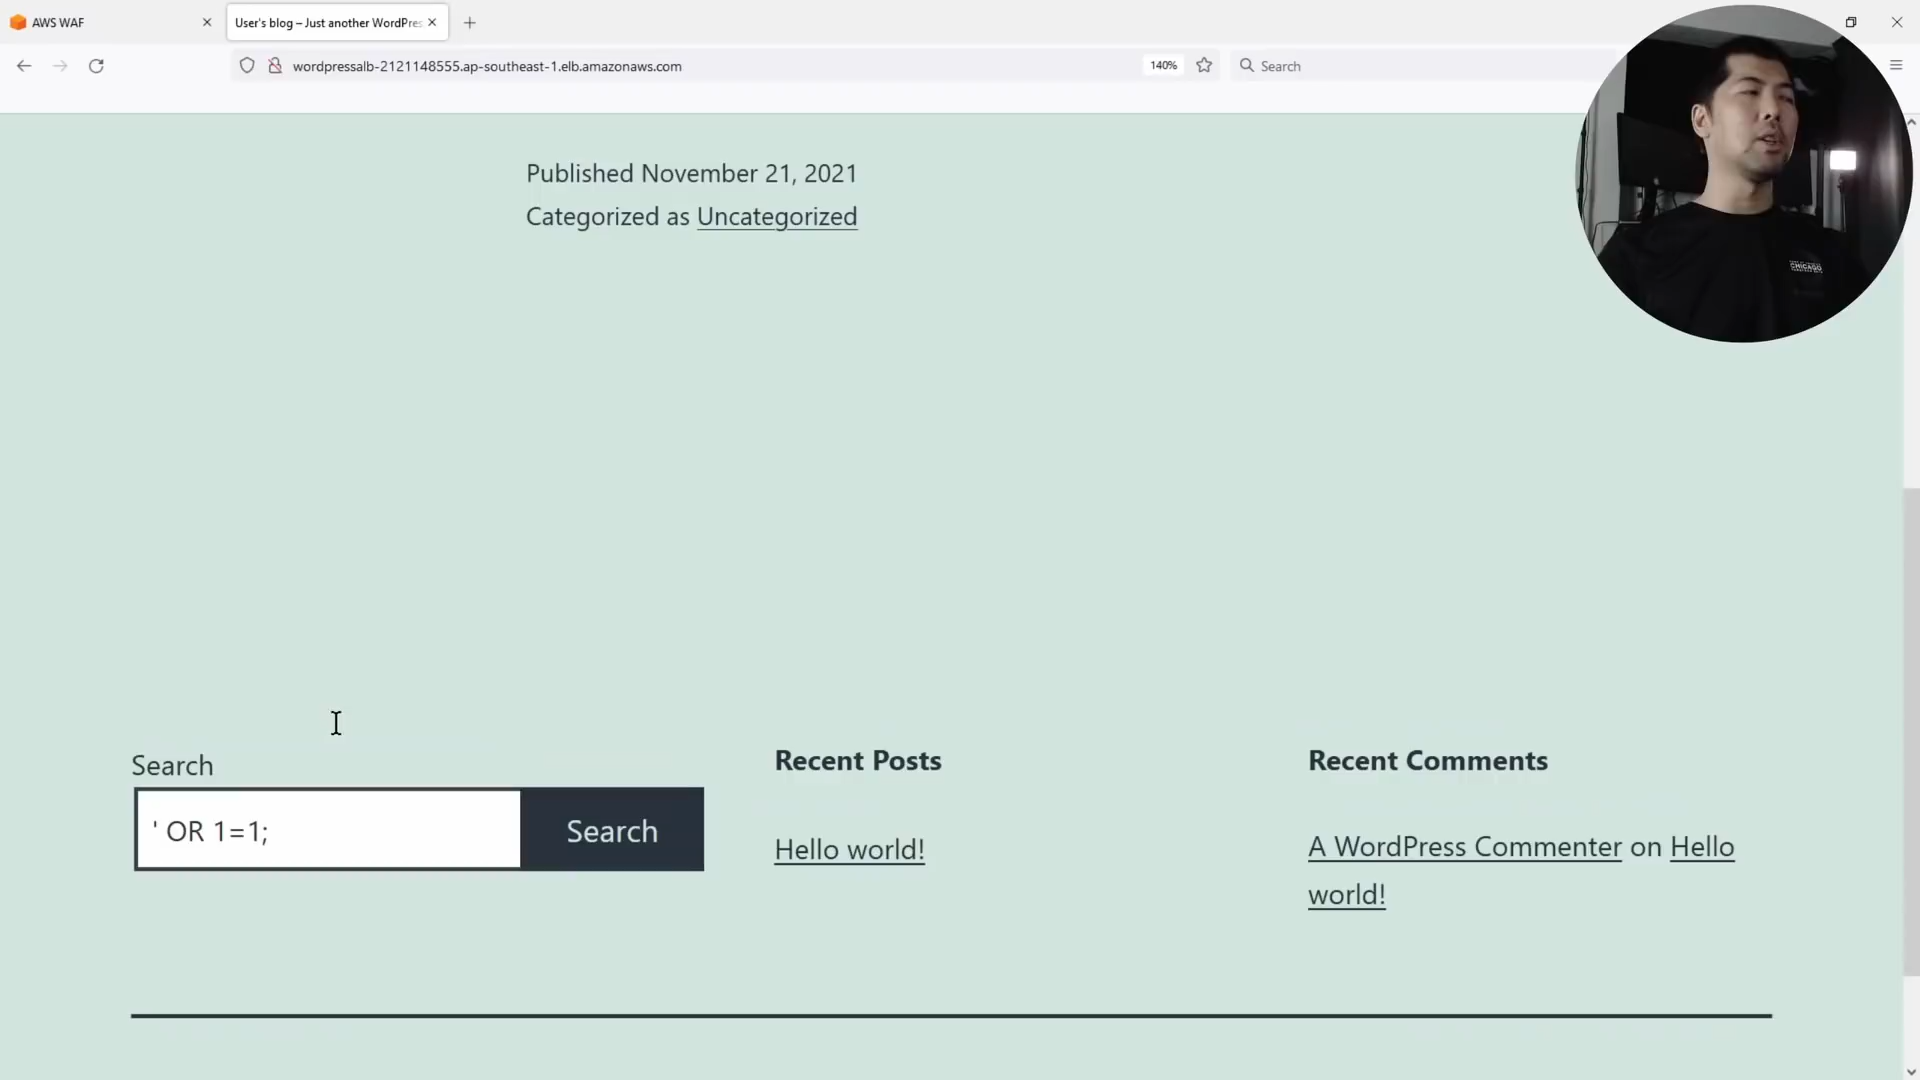 AWS WAF
User's blog – Just another WordPres
wordpressalb-2121148555.ap-southeast-1.elb.amazonaws.com
140%
Search
Published November 21, 2021
Categorized as Uncategorized
Search
' OR 1=1;
Search
Recent Posts
Hello world!
Recent Comments
A WordPress Commenter on Hello
world!
CHICAGO